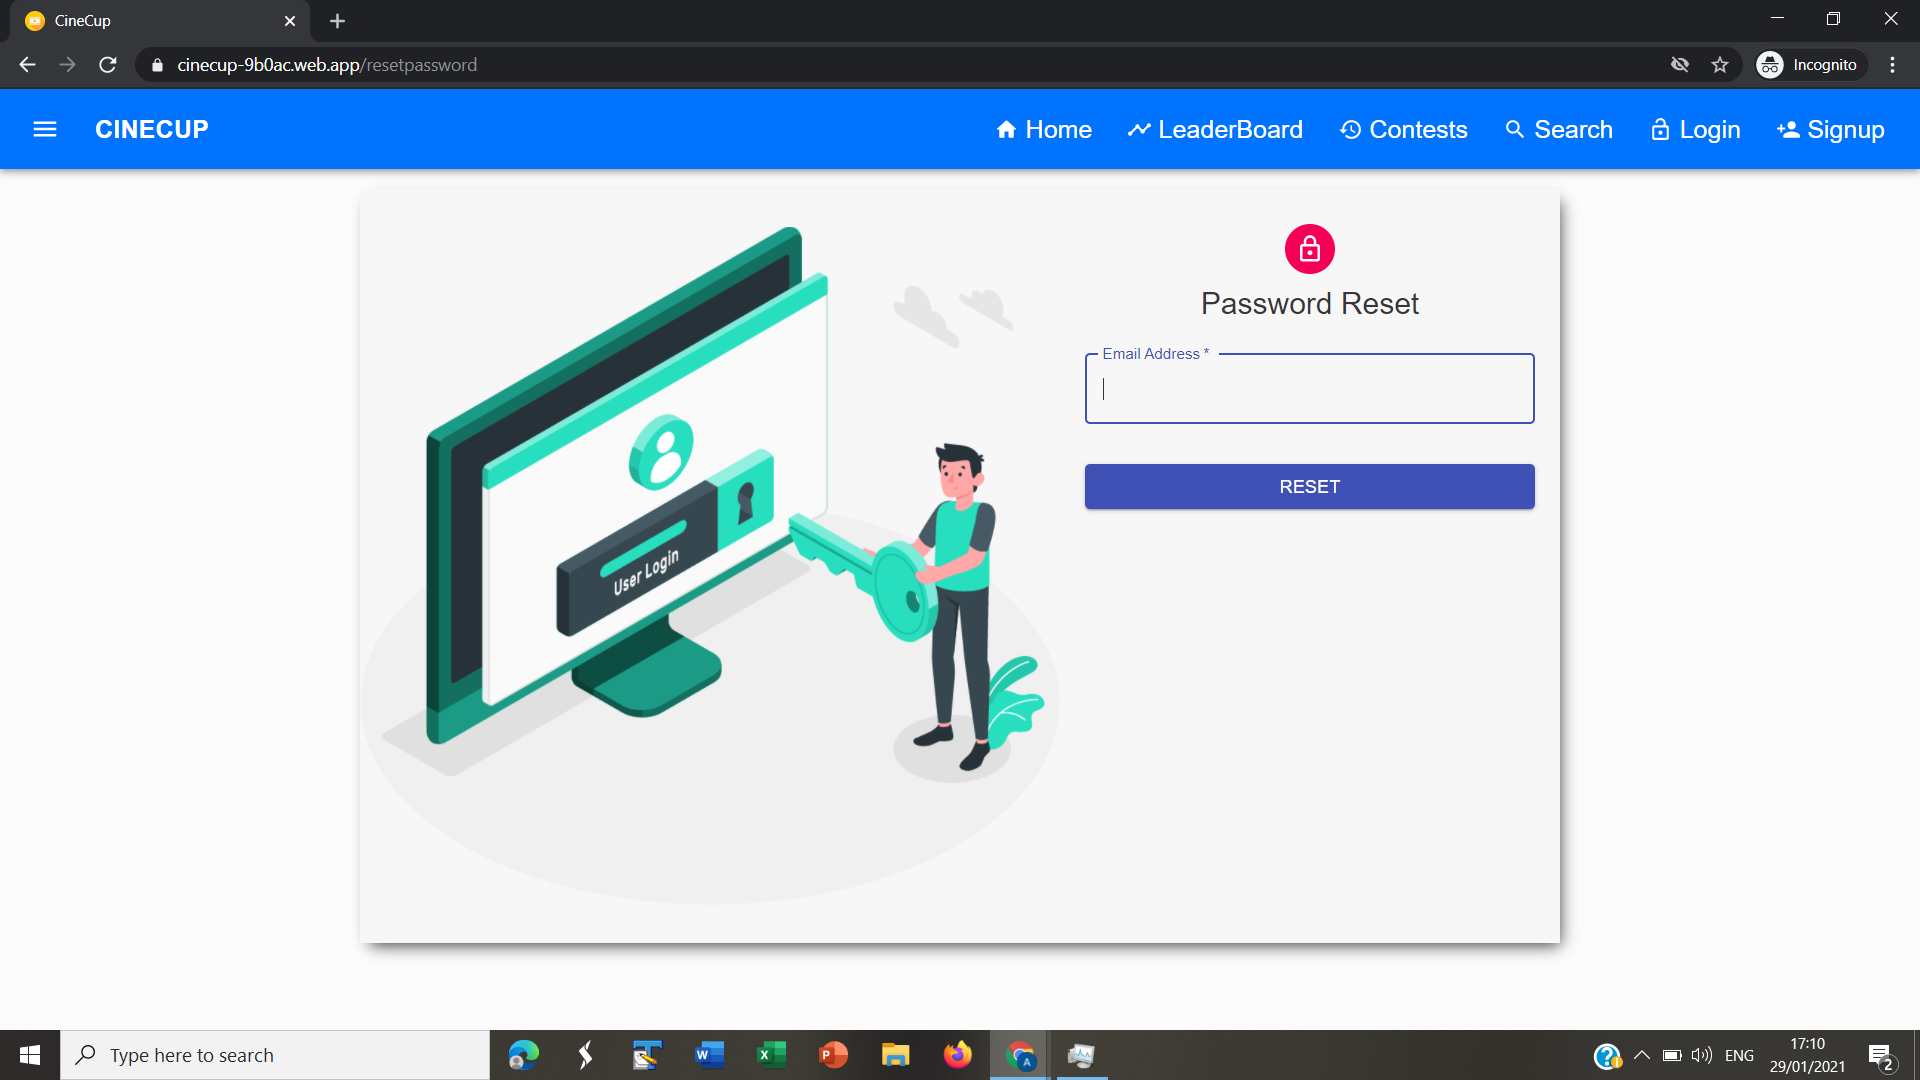 CineCup
cinecup-9b0ac.web.app/resetpassword
Incognito
CINECUP
Home
LeaderBoard
Contests
Search
Login
Signup
Password Reset
Email Address *
RESET
User Login
Type here to search
ENG
17:10
29/01/2021
2